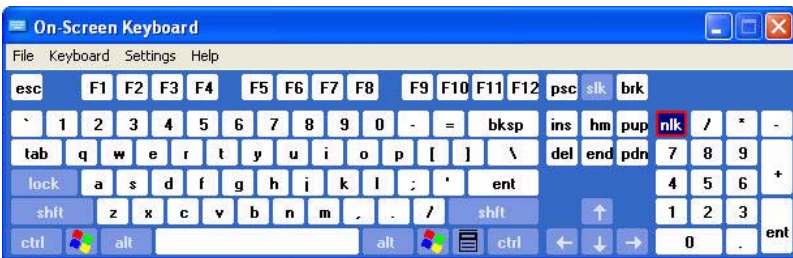 On-Screen Keyboard
File Keyboard Settings Help
esc F1 F2 F3 F4 F5 F6 F7 F8 F9 F10 F11 F12 psc slk brk
` 1 2 3 4 5 6 7 8 9 0 - = bksp ins hm pup nlk / * -
tab q w e r t y u i o p [ ] \ del end pdn 7 8 9 +
lock a s d f g h j k l ; ' ent 4 5 6
shft z x c v b n m , . / shft ↑ 1 2 3 ent
ctrl alt alt ctrl ← ↓ → 0 .